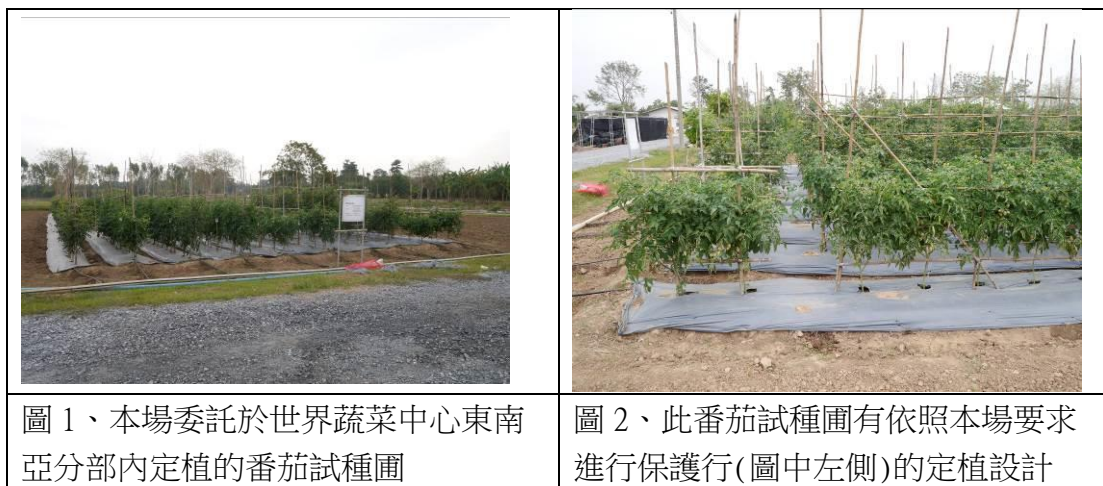 圖 1、本場委託於世界蔬菜中心東南
亞分部內定植的番茄試種圃
圖 2、此番茄試種圃有依照本場要求
進行保護行(圖中左側)的定植設計